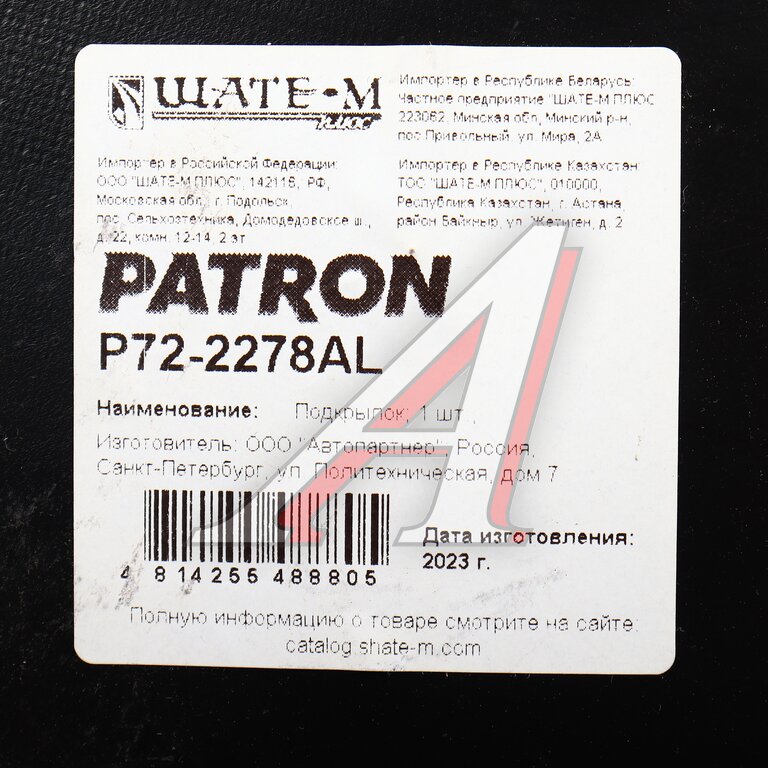 ШАТЕ-М
ПЛЮС
Импортер в Республике Беларусь:
Частное предприятие "ШАТЕ-М ПЛЮС
223062, Минская обл, Минский р-н,
пос Привольный, ул. Мира, 2А
Импортер в Российской Федерации:
ООО "ШАТЕ-М ПЛЮС", 142116, РФ,
Московская обл., г. Подольск,
пос. Сельхозтехника, Домодедовское ш.,
д. 22, комн. 12-14, 2 эт.
Импортер в Республике Казахстан:
ТОО "ШАТЕ-М ПЛЮС", 010000,
Республика Казахстан, г. Астана,
район Байкныр, ул. Жетиген, д. 2
PATRON
P72-2278AL
Наименование: Подкрылок; 1 шт.,
Изготовитель: ООО "Автопартнер"; Россия,
Санкт-Петербург, ул. Политехническая, дом 7
4 814255 488805
Дата изготовления:
2023 г.
Полную информацию о товаре смотрите на сайте:
catalog.shate-m.com